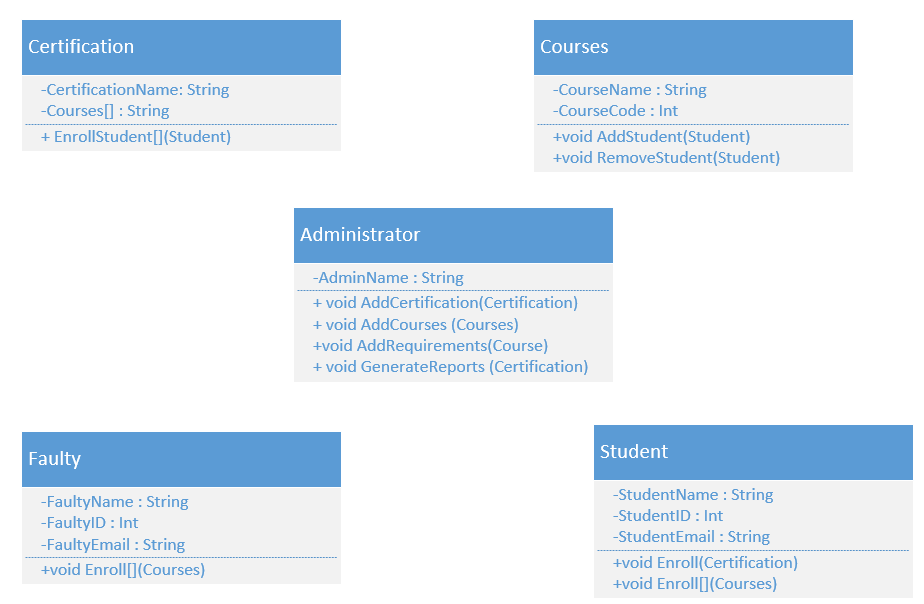 Certification
-CertificationName: String
-Courses[] : String
+ EnrollStudent[](Student)
Courses
-CourseName : String
-CourseCode : Int
+void AddStudent(Student)
+void RemoveStudent(Student)
Administrator
-AdminName : String
+ void AddCertification(Certification)
+ void AddCourses (Courses)
+void AddRequirements(Course)
+ void GenerateReports (Certification)
Faulty
-FaultyName : String
-FaultyID : Int
-FaultyEmail : String
+void Enroll[](Courses)
Student
-StudentName : String
-StudentID : Int
-StudentEmail : String
+void Enroll(Certification)
+void Enroll[](Courses)